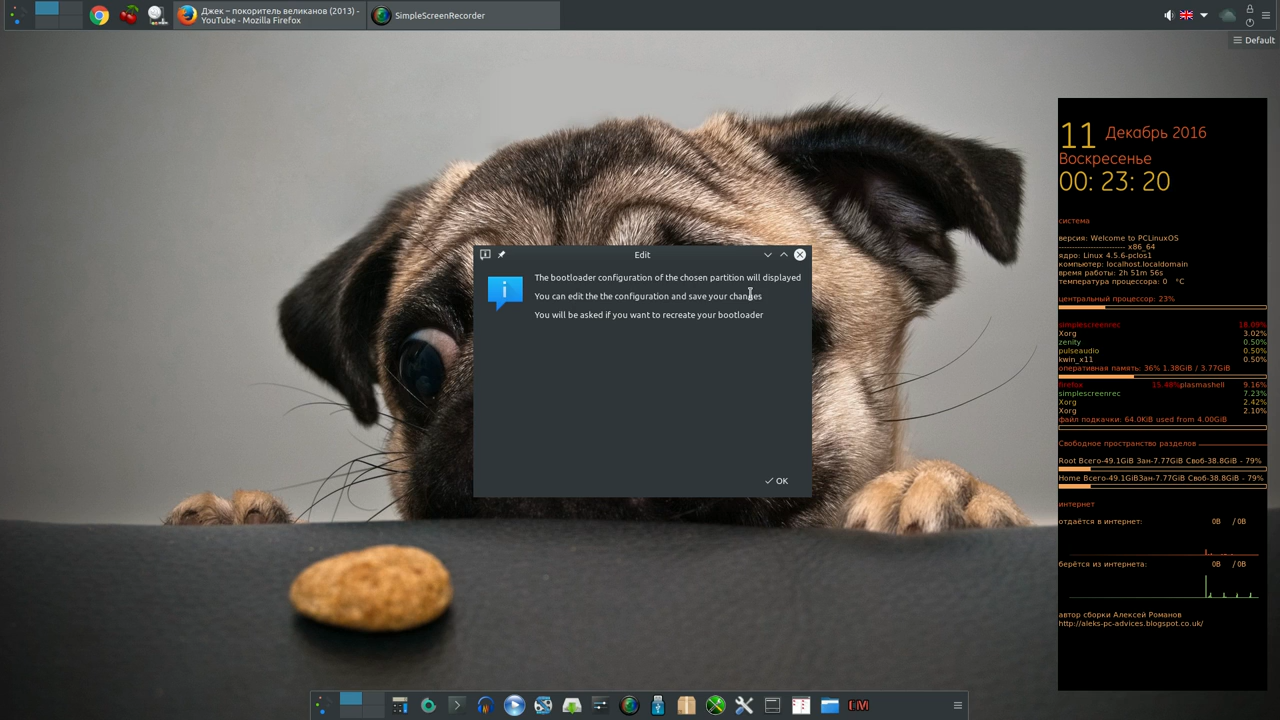 Джек – покоритель великанов (2013) -
YouTube - Mozilla Firefox
SimpleScreenRecorder
Default
11 Декабрь 2016
Воскресенье
00: 23: 20
система
версия: Welcome to PCLinuxOS
------------------------ x86_64
ядро: Linux 4.5.6-pclos1
компьютер: localhost.localdomain
время работы: 2h 51m 56s
температура процессора: 0 °C
центральный процессор: 23%
simplescreenrec 18.09%
Xorg 3.02%
zenity 0.50%
pulseaudio 0.50%
kwin_x11 0.50%
оперативная память: 36% 1.38GiB / 3.77GiB
firefox 15.48%plasmashell 9.16%
simplescreenrec 7.23%
Xorg 2.42%
Xorg 2.10%
файл подкачки: 64.0KiB used from 4.00GiB
Свободное пространство разделов
Root Всего-49.1GiB Зан-7.77GiB Своб-38.8GiB - 79%
Home Всего-49.1GiBЗан-7.77GiB Своб-38.8GiB - 79%
интернет
отдаётся в интернет: 0B / 0B
берётся из интернета: 0B / 0B
автор сборки Алексей Романов
http://aleks-pc-advices.blogspot.co.uk/
Edit
The bootloader configuration of the chosen partition will displayed
You can edit the the configuration and save your changes
You will be asked if you want to recreate your bootloader
OK